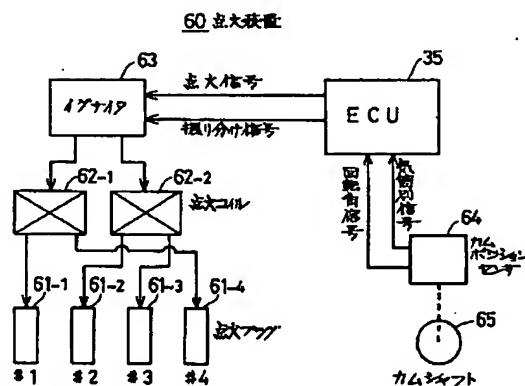 60 点火装置
63
35
点火信号
イグナイタ
ECU
振り分け信号
62-1
62-2
点火コイル
回転角信号
気筒別信号
64
カム
ポジション
センサー
61-1
61-2
61-3
61-4
点火プラグ
65
#1
#2
#3
#4
カムシャフト